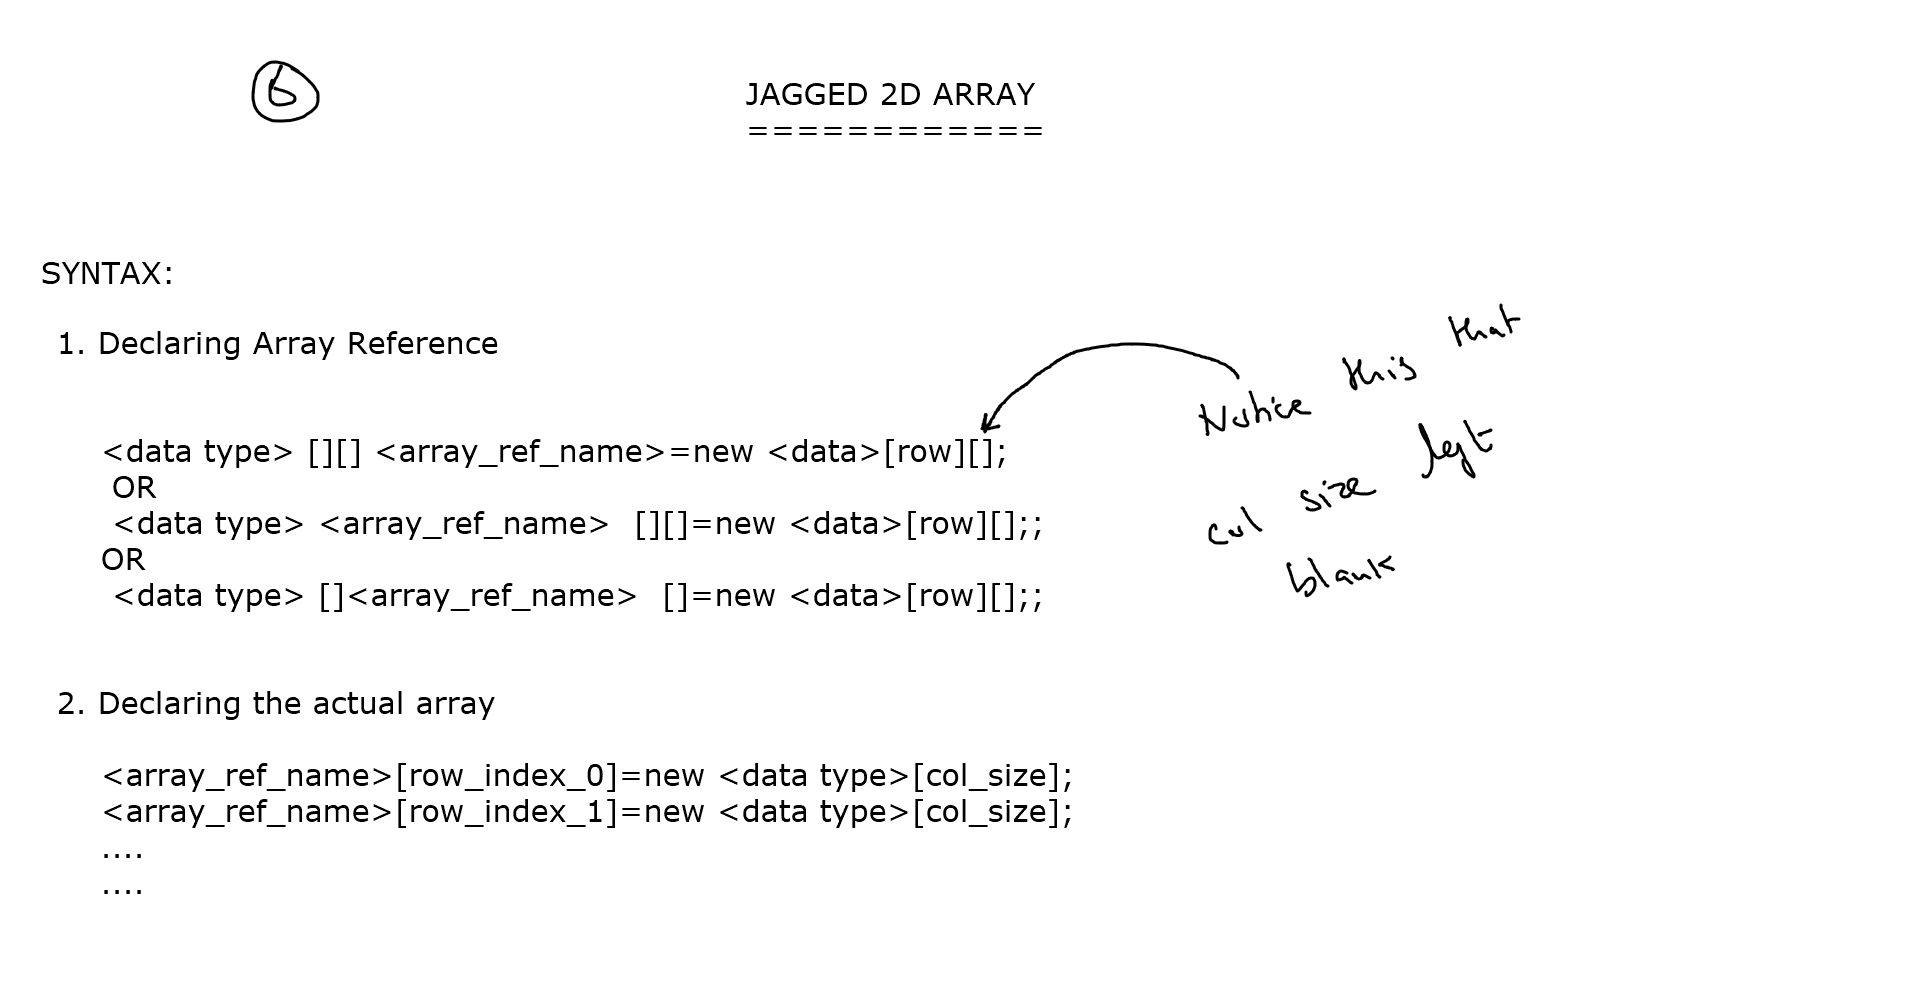 6
JAGGED 2D ARRAY
============
SYNTAX:
1. Declaring Array Reference
<data type> [][] <array_ref_name>=new <data>[row][];
OR
<data type> <array_ref_name> [][]=new <data>[row][];;
OR
<data type> []<array_ref_name> []=new <data>[row][];;
Notice this that
col size left
blank
2. Declaring the actual array
<array_ref_name>[row_index_0]=new <data type>[col_size];
<array_ref_name>[row_index_1]=new <data type>[col_size];
....
....